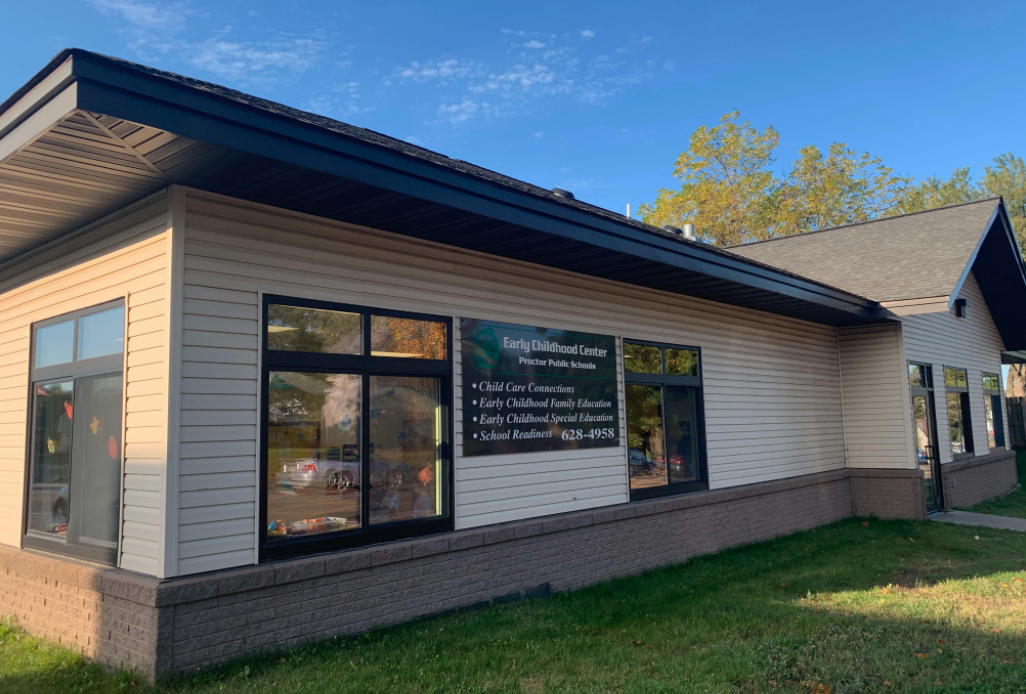 Early Childhood Center
Proctor Public Schools
• Child Care Connections
• Early Childhood Family Education
• Early Childhood Special Education
• School Readiness 628-4958